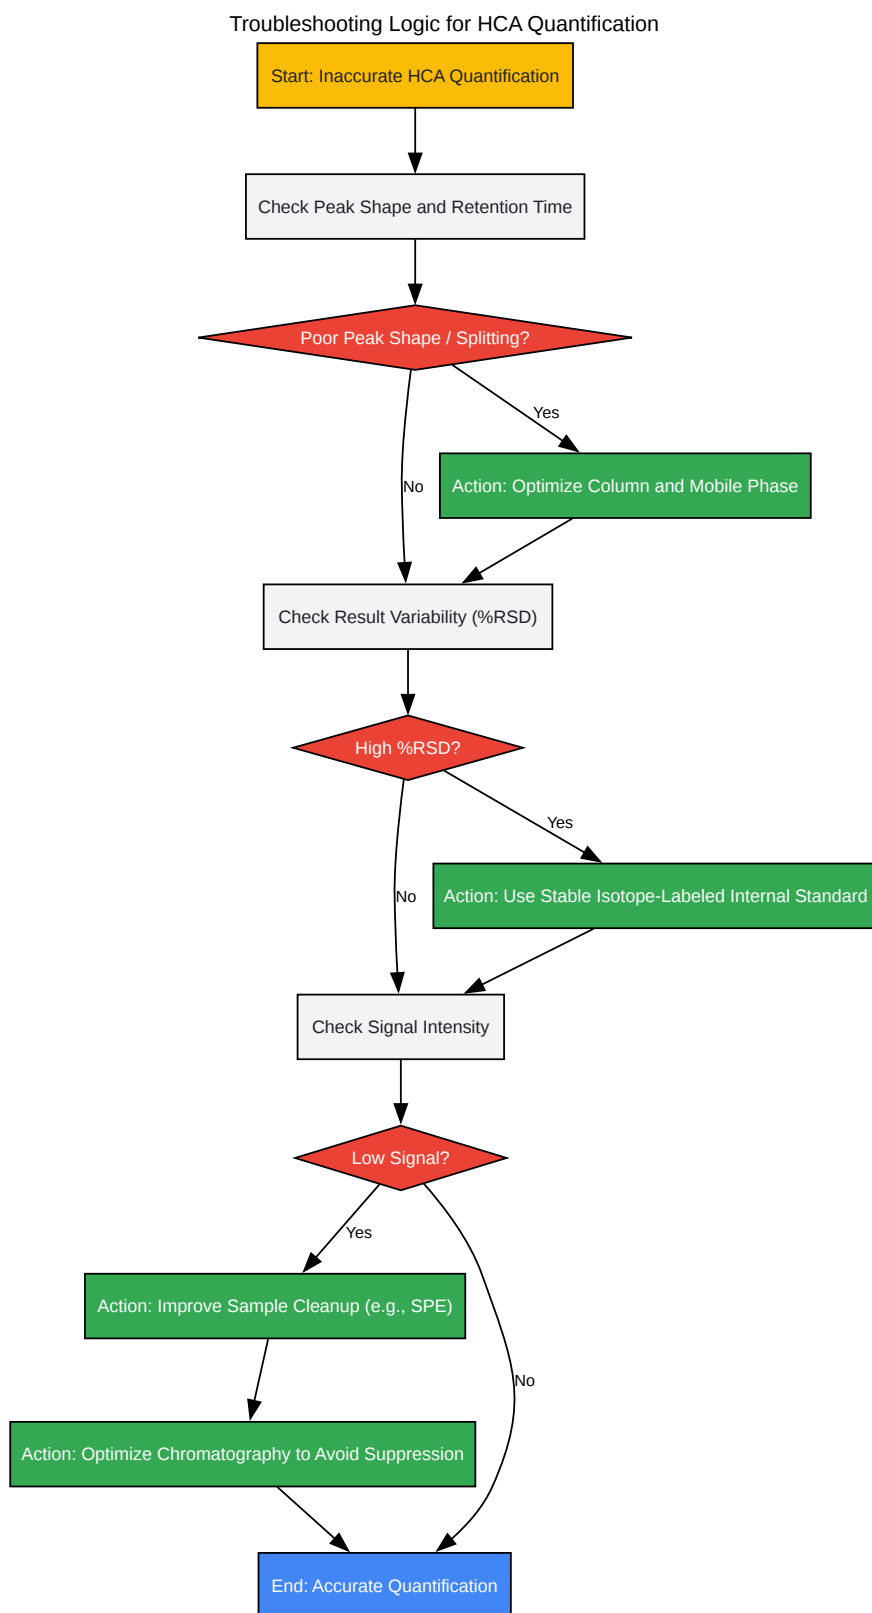 Troubleshooting Logic for HCA Quantification
Start: Inaccurate HCA Quantification
Check Peak Shape and Retention Time
Poor Peak Shape / Splitting?
Yes
Action: Optimize Column and Mobile Phase
No
Check Result Variability (%RSD)
High %RSD?
Yes
Action: Use Stable Isotope-Labeled Internal Standard
No
Check Signal Intensity
Low Signal?
Yes
Action: Improve Sample Cleanup (e.g., SPE)
No
Action: Optimize Chromatography to Avoid Suppression
End: Accurate Quantification